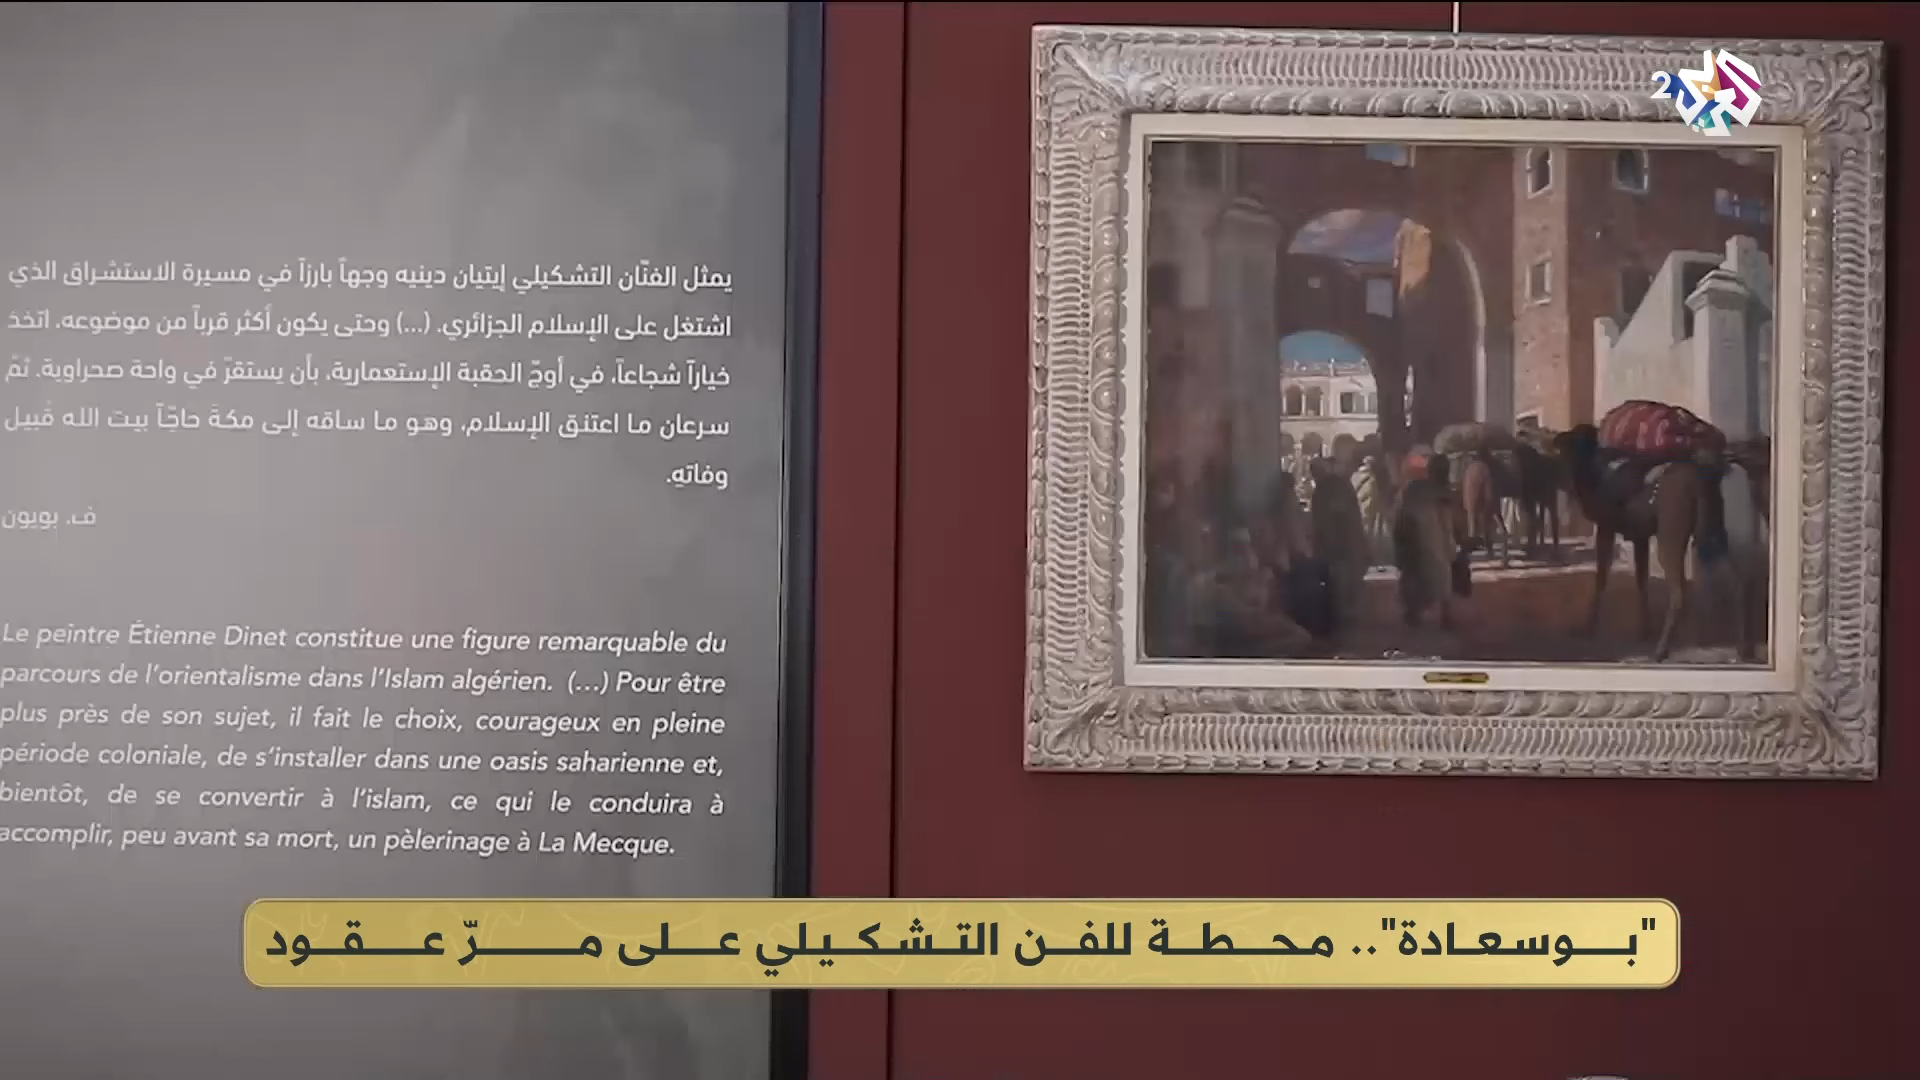 يمثل الفنّان التشكيلي إيتيان دينيه وجهاً بارزاً في مسيرة الاستشراق الذي
اشتغل على الإسلام الجزائري. (...) وحتى يكون أكثر قرباً من موضوعه، اتخذ
خياراً شجاعاً، في أوجّ الحقبة الإستعمارية، بأن يستقرّ في واحة صحراوية. ثمّ
سرعان ما اعتنق الإسلام، وهو ما ساقه إلى مكة حاجّاً بيت الله قُبيل
وفاته.
ف. بويون
Le peintre Étienne Dinet constitue une figure remarquable du
parcours de l'orientalisme dans l'Islam algérien. (...) Pour être
plus près de son sujet, il fait le choix, courageux en pleine
période coloniale, de s'installer dans une oasis saharienne et,
bientôt, de se convertir à l'islam, ce qui le conduira à
accomplir, peu avant sa mort, un pèlerinage à La Mecque.
العربي 2
"بوسعادة".. محطة للفن التشكيلي على مرّ عقود